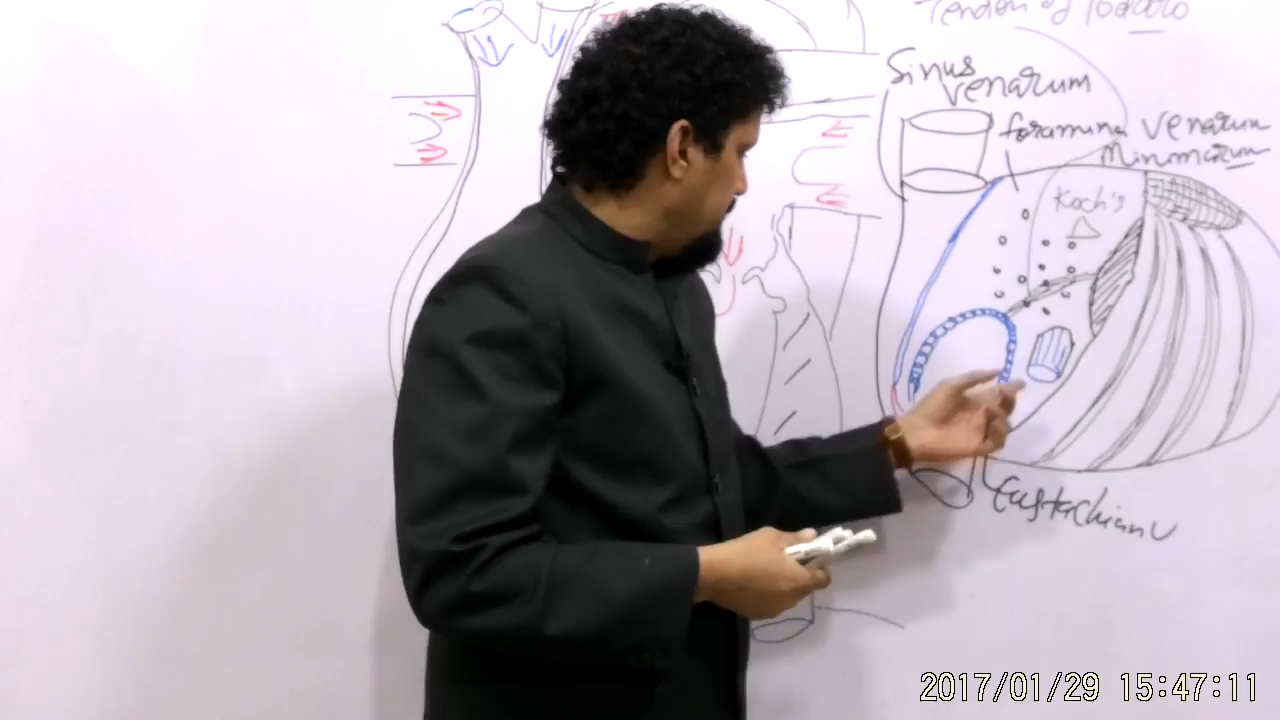 Tendon of Todaro
Sinus
venarum
foramina venarum
minimarum
Koch's
Eustachian V
2017/01/29 15:47:11